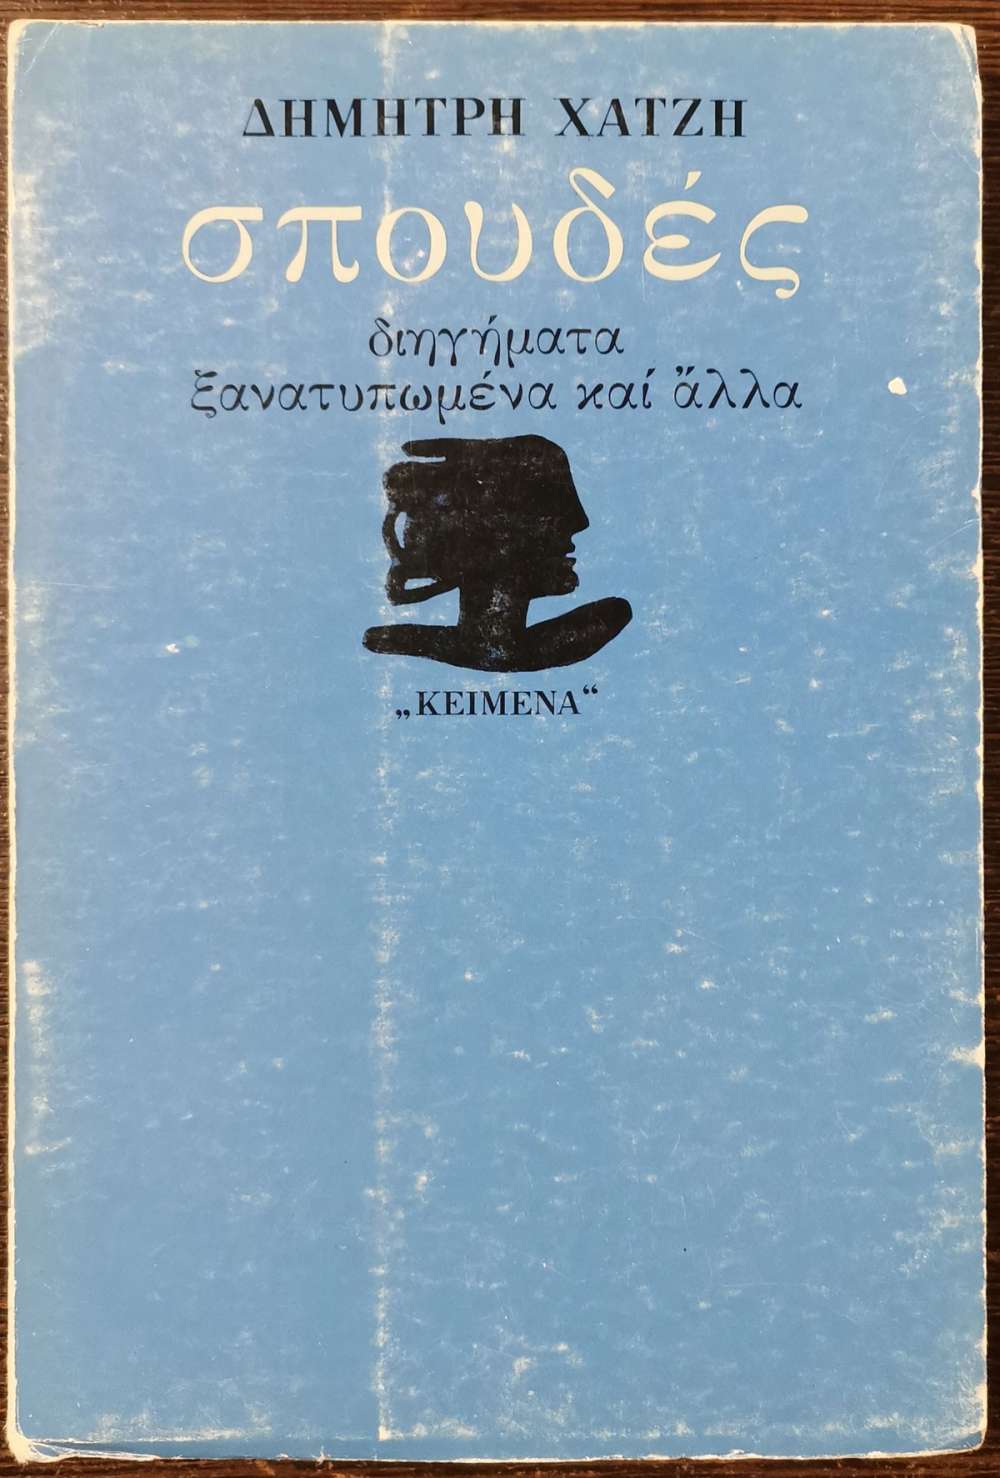 ΔΗΜΗΤΡΗ ΧΑΤΖΗ
σπουδές
διηγήματα
ξανατυπωμένα καί ἄλλα
„ΚΕΙΜΕΝΑ“